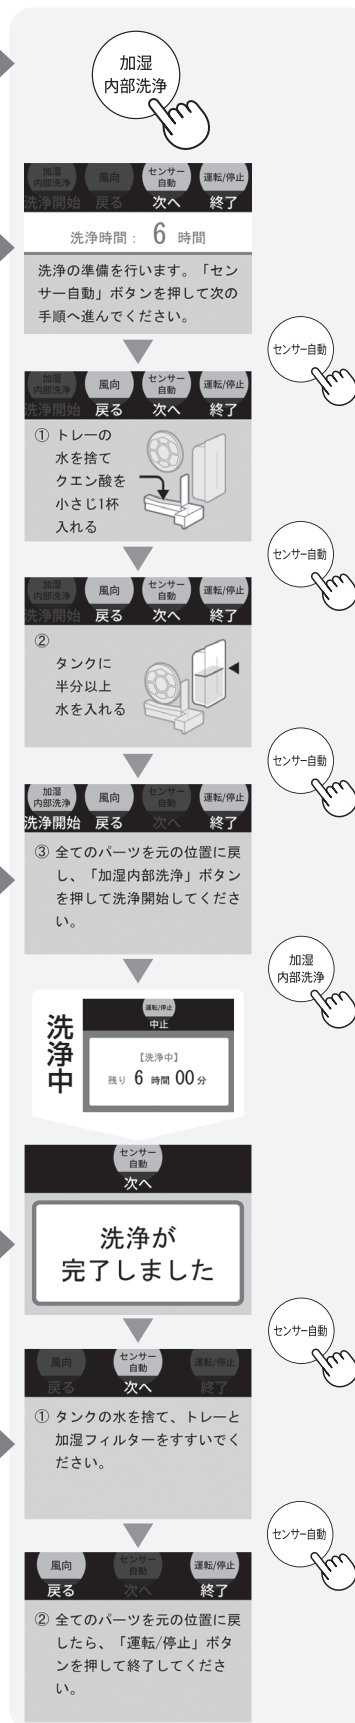 加湿
内部洗浄
加湿
内部洗浄
風向
センサー
自動
運転/停止
洗浄開始 戻る 次へ 終了
洗浄時間： 6 時間
洗浄の準備を行います。「セン
サー自動」ボタンを押して次の
手順へ進んでください。
センサー自動
加湿
内部洗浄
風向
センサー
自動
運転/停止
洗浄開始 戻る 次へ 終了
① トレーの
水を捨て
クエン酸を
小さじ1杯
入れる
センサー自動
加湿
内部洗浄
風向
センサー
自動
運転/停止
洗浄開始 戻る 次へ 終了
②
タンクに
半分以上
水を入れる
センサー自動
加湿
内部洗浄
風向
センサー
自動
運転/停止
洗浄開始 戻る 次へ 終了
③ 全てのパーツを元の位置に戻
し、「加湿内部洗浄」ボタン
を押して洗浄開始してくださ
い。
加湿
内部洗浄
洗浄中
運転/停止
中止
【洗浄中】
残り 6 時間 00 分
センサー
自動
次へ
洗浄が
完了しました
センサー自動
風向
センサー
自動
運転/停止
戻る 次へ 終了
① タンクの水を捨て、トレーと
加湿フィルターをすすいでく
ださい。
センサー自動
風向
センサー
自動
運転/停止
戻る 次へ 終了
② 全てのパーツを元の位置に戻
したら、「運転/停止」ボタ
ンを押して終了してくださ
い。